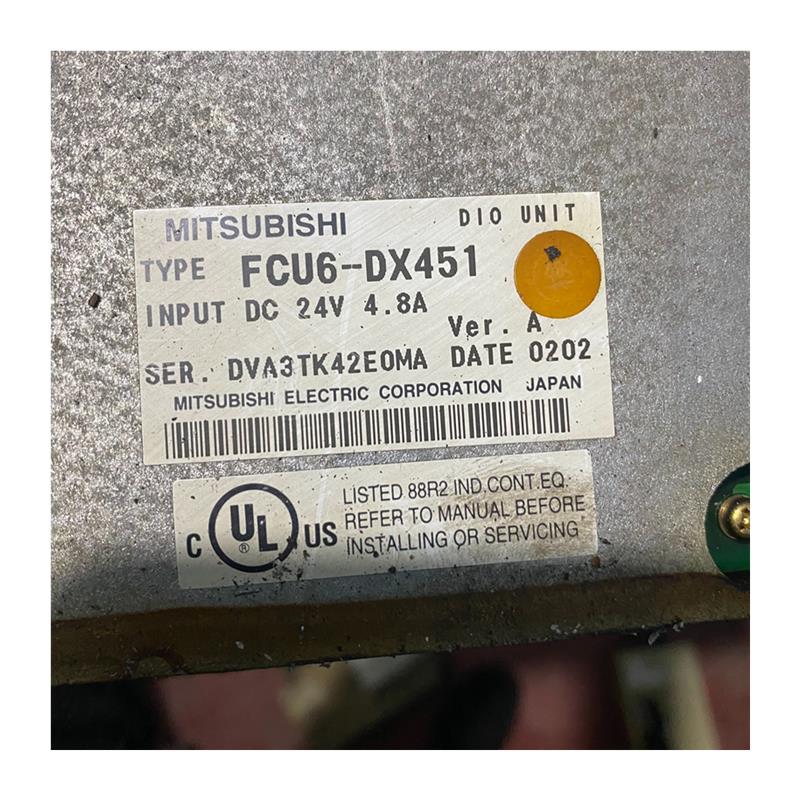 MITSUBISHI DIO UNIT
TYPE FCU6-DX451
INPUT DC 24V 4.8A
Ver. A
SER. DVA3TK42E0MA DATE 0202
MITSUBISHI ELECTRIC CORPORATION JAPAN
C UL® US
LISTED 88R2 IND.CONT.EQ.
REFER TO MANUAL BEFORE
INSTALLING OR SERVICING